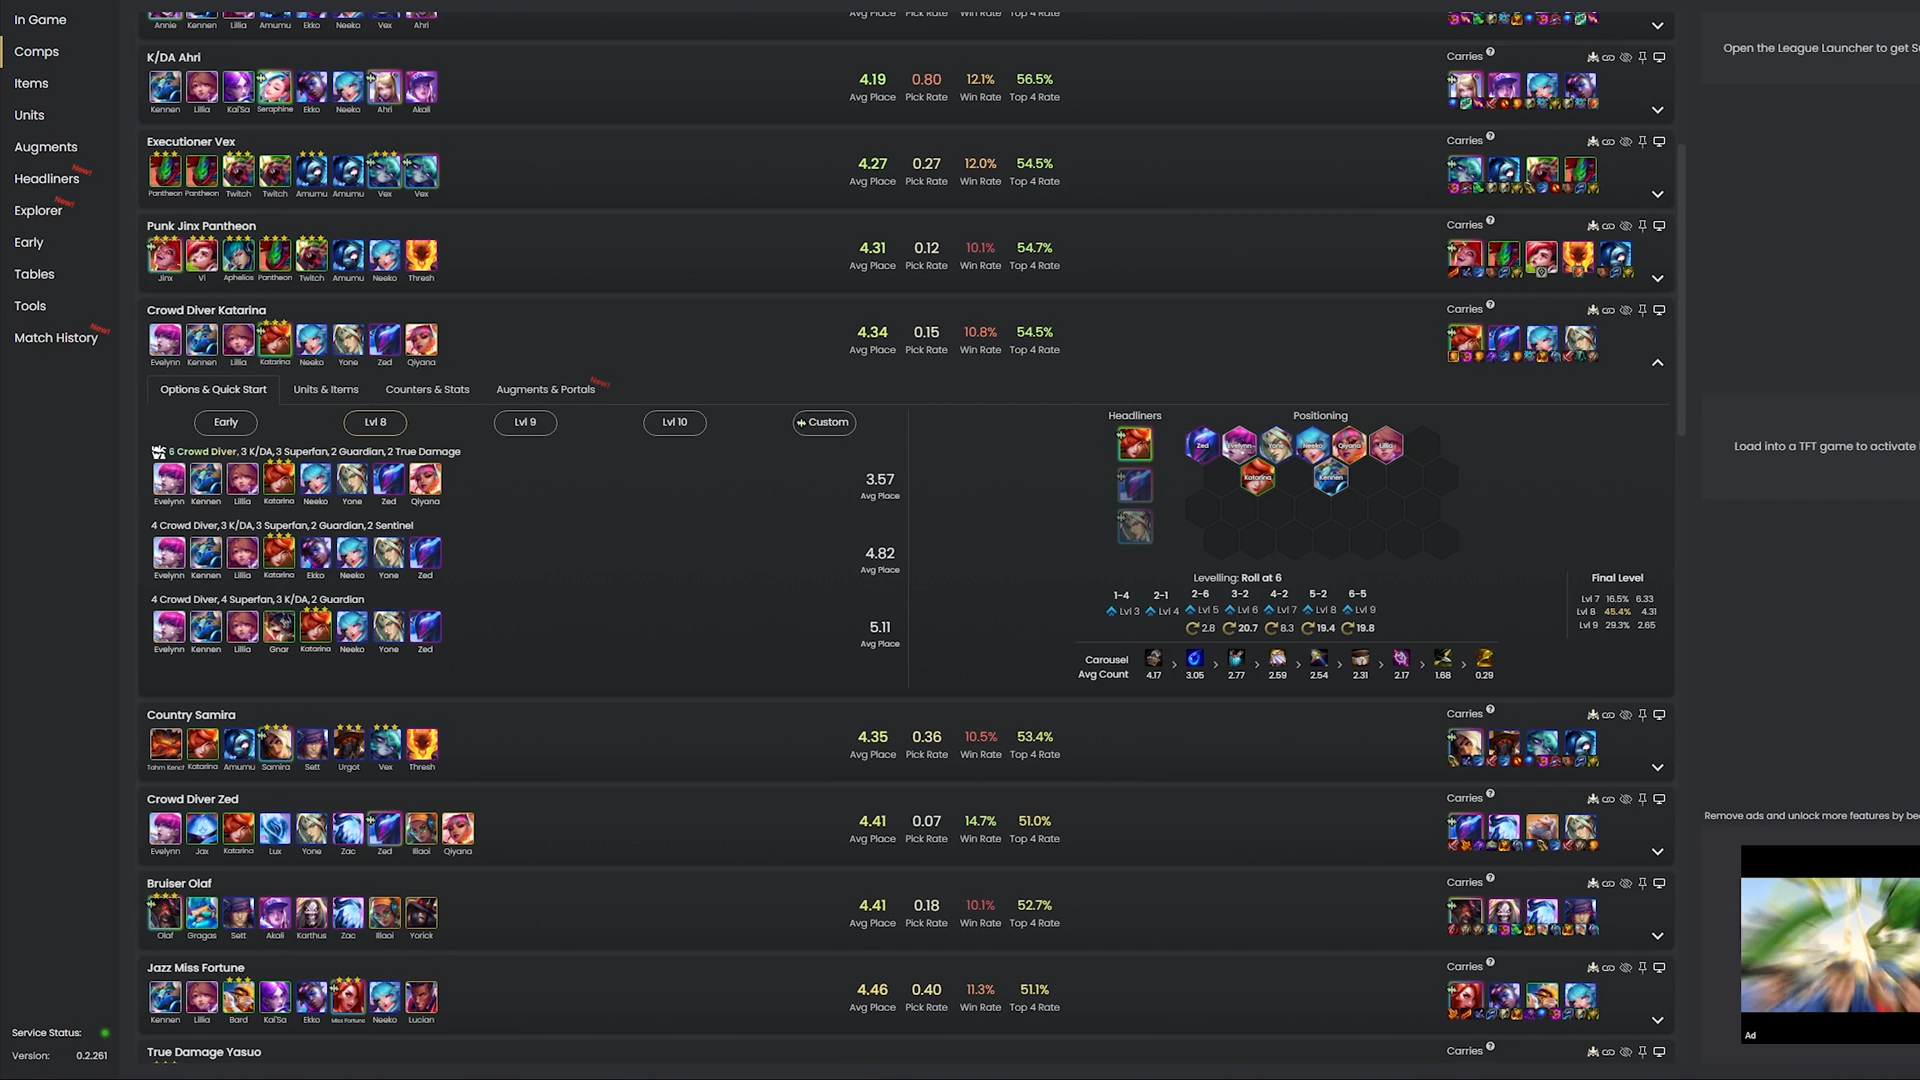 In Game
Comps
Items
Units
Augments
Headliners New!
Explorer New!
Early
Tables
Tools
Match History New!
Service Status:
Version: 0.2.261
Annie Kennen Lillia Amumu Ekko Neeko Vex Ahri
Avg Place Pick Rate Win Rate Top 4 Rate
K/DA Ahri
Kennen Lillia Kai'Sa Seraphine Ekko Neeko Ahri Akali
4.19 0.80 12.1% 56.5%
Avg Place Pick Rate Win Rate Top 4 Rate
Carries ?
Executioner Vex
Pantheon Pantheon Twitch Twitch Amumu Amumu Vex Vex
4.27 0.27 12.0% 54.5%
Avg Place Pick Rate Win Rate Top 4 Rate
Carries ?
Punk Jinx Pantheon
Jinx Vi Aphelios Pantheon Twitch Amumu Neeko Thresh
4.31 0.12 10.1% 54.7%
Avg Place Pick Rate Win Rate Top 4 Rate
Carries ?
Crowd Diver Katarina
Evelynn Kennen Lillia Katarina Neeko Yone Zed Qiyana
4.34 0.15 10.8% 54.5%
Avg Place Pick Rate Win Rate Top 4 Rate
Carries ?
Options & Quick Start Units & Items Counters & Stats Augments & Portals New!
Early Lvl 8 Lvl 9 Lvl 10 Custom
6 Crowd Diver, 3 K/DA, 3 Superfan, 2 Guardian, 2 True Damage
Evelynn Kennen Lillia Katarina Neeko Yone Zed Qiyana
3.57
Avg Place
4 Crowd Diver, 3 K/DA, 3 Superfan, 2 Guardian, 2 Sentinel
Evelynn Kennen Lillia Katarina Ekko Neeko Yone Zed
4.82
Avg Place
4 Crowd Diver, 4 Superfan, 3 K/DA, 2 Guardian
Evelynn Kennen Lillia Gnar Katarina Neeko Yone Zed
5.11
Avg Place
Headliners
Positioning
Zed Evelynn Yone Neeko Qiyana Lillia
Katarina Kennen
Levelling: Roll at 6
1-4 2-1 2-6 3-2 4-2 5-2 6-5
Lvl 3 Lvl 4 Lvl 5 Lvl 6 Lvl 7 Lvl 8 Lvl 9
2.8 20.7 8.3 19.4 19.8
Final Level
Lvl 7 16.5% 6.33
Lvl 8 45.4% 4.31
Lvl 9 29.3% 2.65
Carousel
Avg Count
4.17 3.05 2.77 2.59 2.54 2.31 2.17 1.68 0.29
Country Samira
Tahm Kench Katarina Amumu Samira Sett Urgot Vex Thresh
4.35 0.36 10.5% 53.4%
Avg Place Pick Rate Win Rate Top 4 Rate
Carries ?
Crowd Diver Zed
Evelynn Jax Katarina Lux Yone Zac Zed Illaoi Qiyana
4.41 0.07 14.7% 51.0%
Avg Place Pick Rate Win Rate Top 4 Rate
Carries ?
Bruiser Olaf
Olaf Gragas Sett Akali Karthus Zac Illaoi Yorick
4.41 0.18 10.1% 52.7%
Avg Place Pick Rate Win Rate Top 4 Rate
Carries ?
Jazz Miss Fortune
Kennen Lillia Bard Kai'Sa Ekko Miss Fortune Neeko Lucian
4.46 0.40 11.3% 51.1%
Avg Place Pick Rate Win Rate Top 4 Rate
Carries ?
True Damage Yasuo
Carries ?
Open the League Launcher to get S
Load into a TFT game to activate
Remove ads and unlock more features by be
Ad